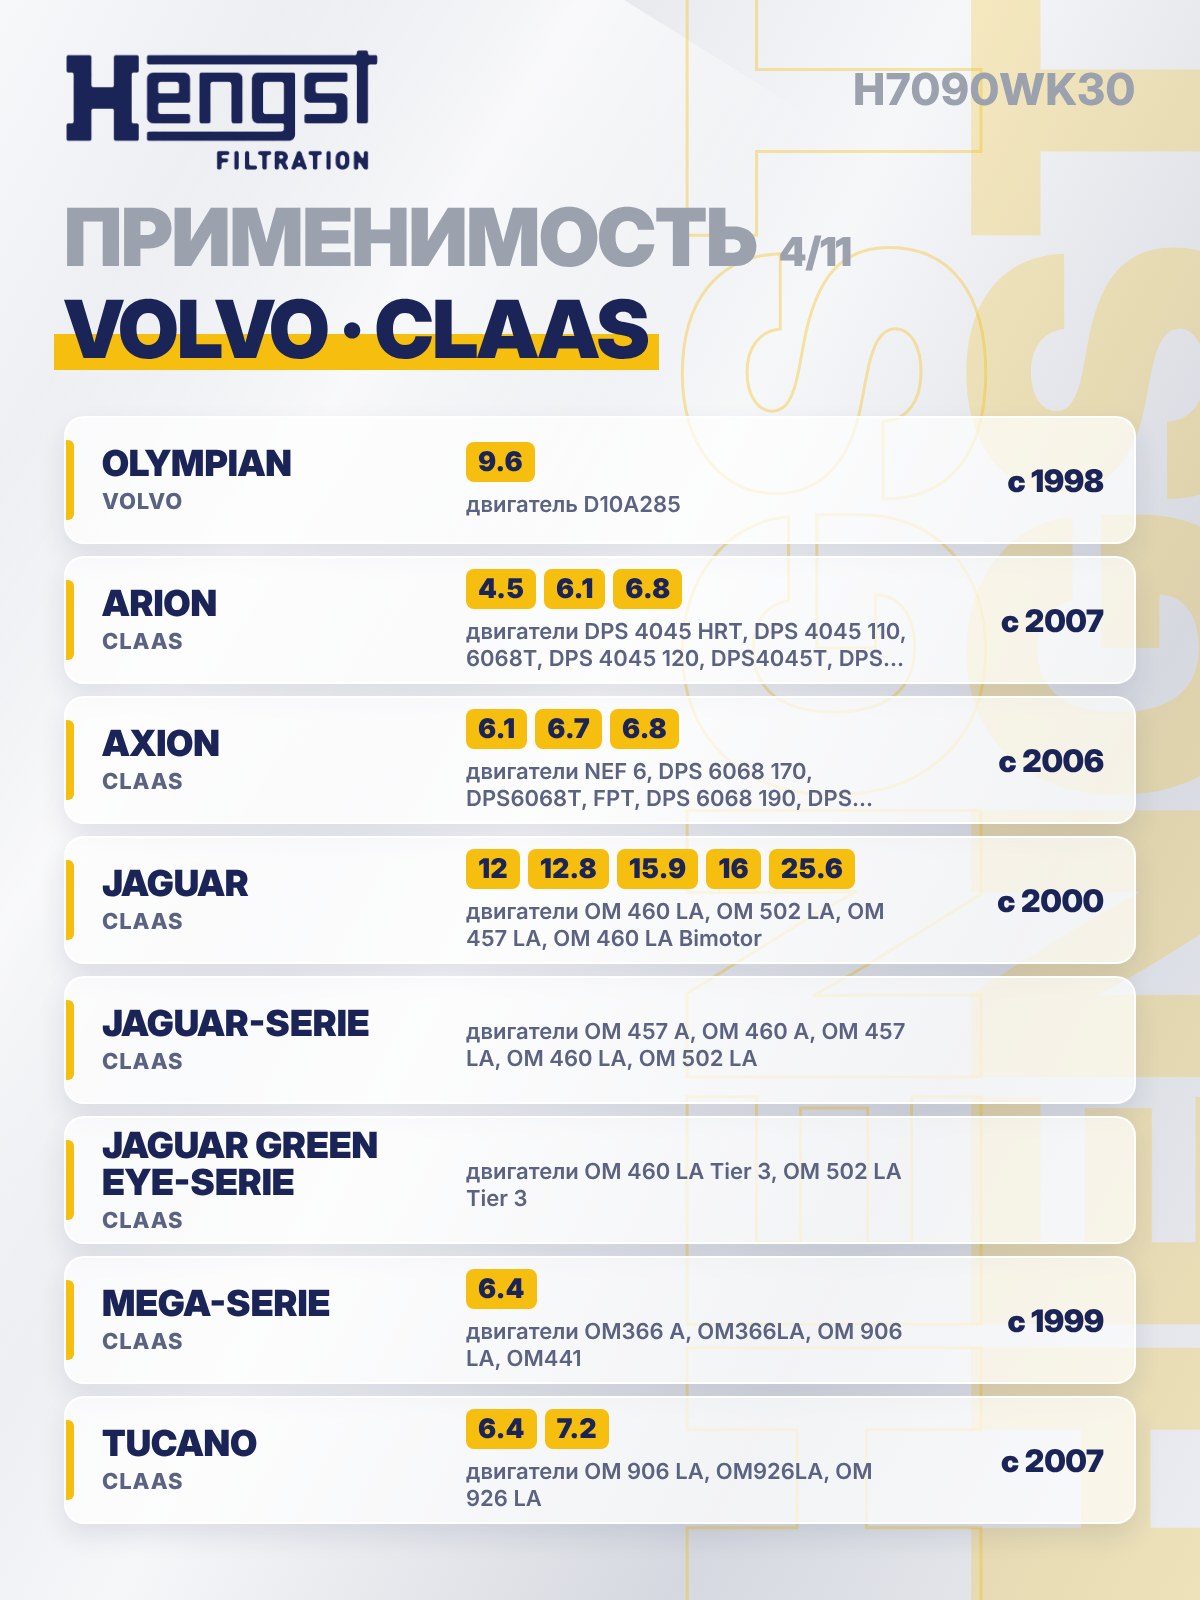 Hengst
FILTRATION
H7090WK30
ПРИМЕНИМОСТЬ 4/11
VOLVO · CLAAS
OLYMPIAN
VOLVO
9.6
двигатель D10A285
с 1998
ARION
CLAAS
4.5 6.1 6.8
двигатели DPS 4045 HRT, DPS 4045 110,
6068T, DPS 4045 120, DPS4045T, DPS...
с 2007
AXION
CLAAS
6.1 6.7 6.8
двигатели NEF 6, DPS 6068 170,
DPS6068T, FPT, DPS 6068 190, DPS...
с 2006
JAGUAR
CLAAS
12 12.8 15.9 16 25.6
двигатели OM 460 LA, OM 502 LA, OM
457 LA, OM 460 LA Bimotor
с 2000
JAGUAR-SERIE
CLAAS
двигатели OM 457 A, OM 460 A, OM 457
LA, OM 460 LA, OM 502 LA
JAGUAR GREEN
EYE-SERIE
CLAAS
двигатели OM 460 LA Tier 3, OM 502 LA
Tier 3
MEGA-SERIE
CLAAS
6.4
двигатели OM366 A, OM366LA, OM 906
LA, OM441
с 1999
TUCANO
CLAAS
6.4 7.2
двигатели OM 906 LA, OM926LA, OM
926 LA
с 2007
HENGST
HENGST